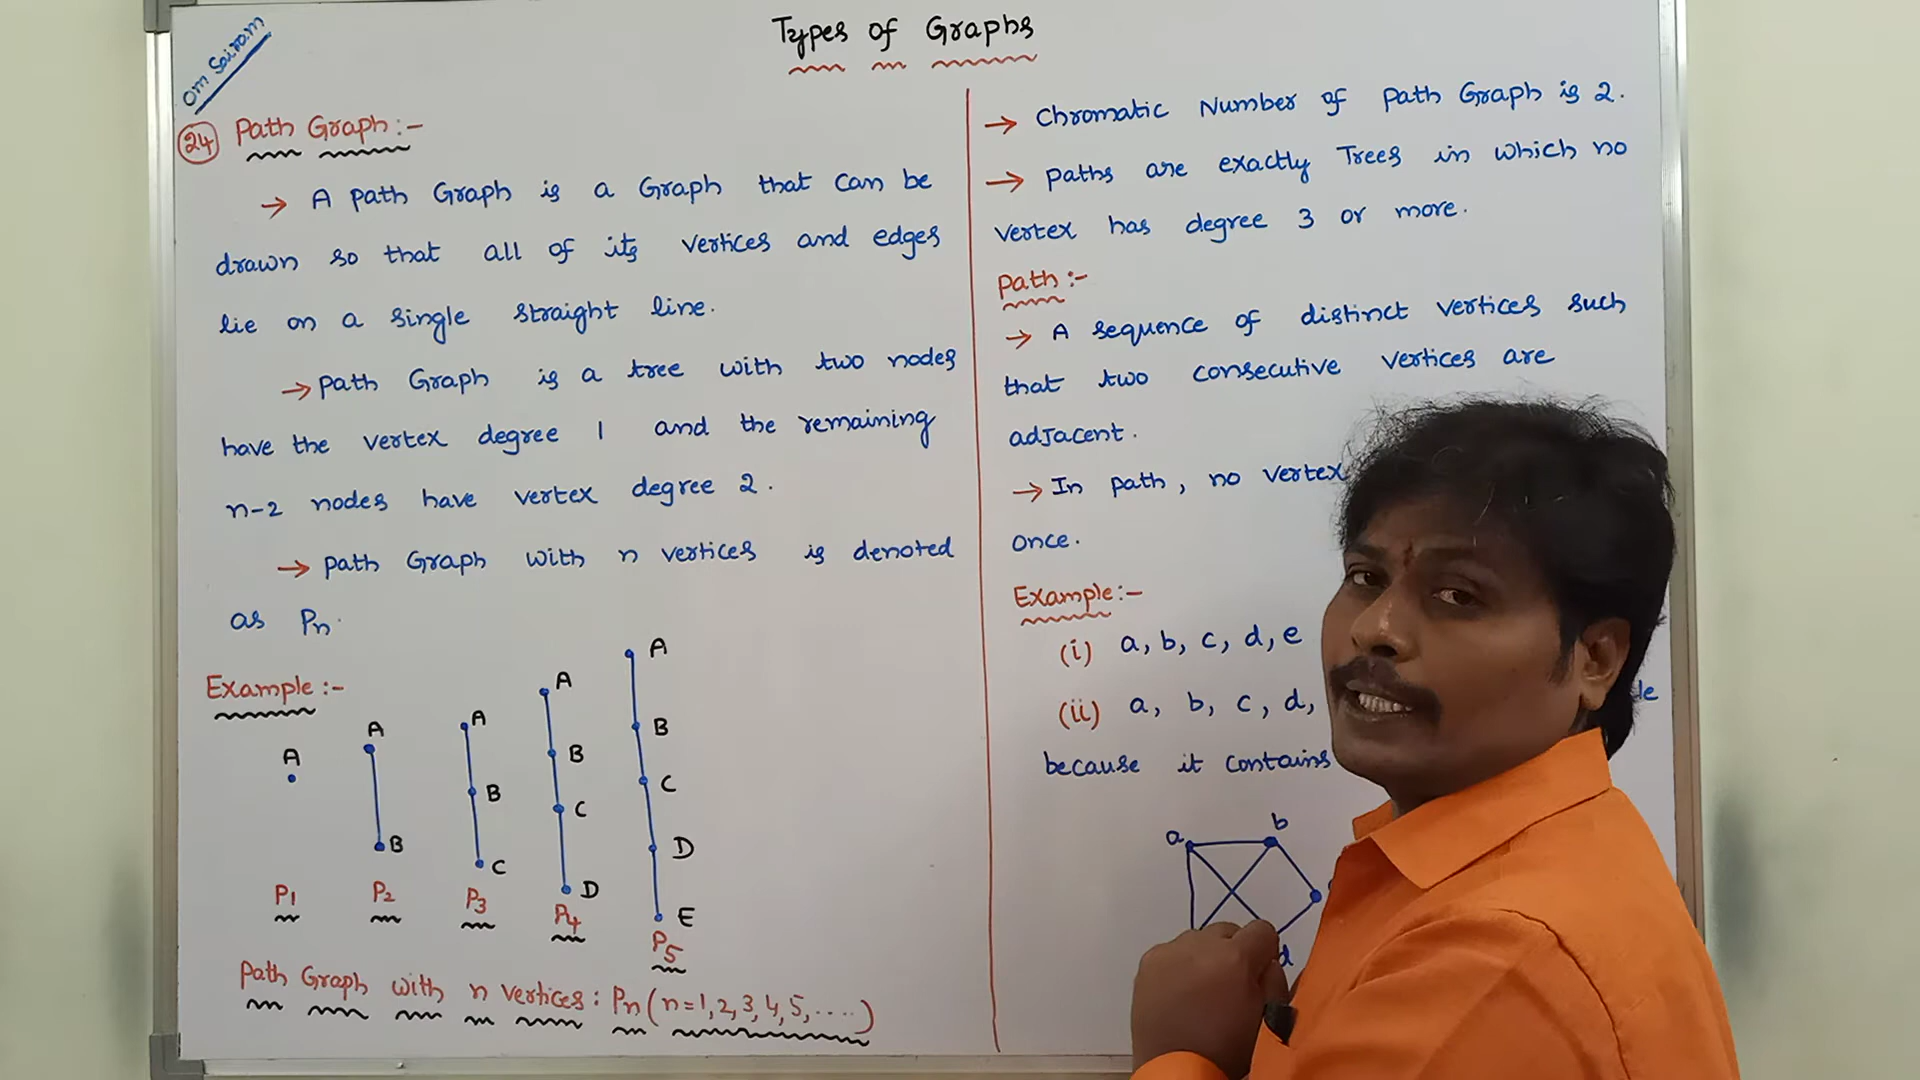 Types of Graphs
Om Sairam
24 Path Graph:-
→ A path Graph is a Graph that can be
drawn so that all of its vertices and edges
lie on a single straight line.
→ path Graph is a tree with two nodes
have the vertex degree 1 and the remaining
n-2 nodes have vertex degree 2.
→ path Graph with n vertices is denoted
as Pn.
Example:-
A
A
B
A
B
C
A
B
C
D
A
B
C
D
E
P1 P2 P3 P4 P5
Path Graph with n vertices: Pn (n=1,2,3,4,5,....)
→ Chromatic Number of path Graph is 2.
→ paths are exactly Trees in which no
vertex has degree 3 or more.
path:-
→ A sequence of distinct vertices such
that two consecutive vertices are
adjacent.
→ In path, no vertex
once.
Example:-
(i) a, b, c, d, e
(ii) a, b, c, d,
because it contains
a b
d